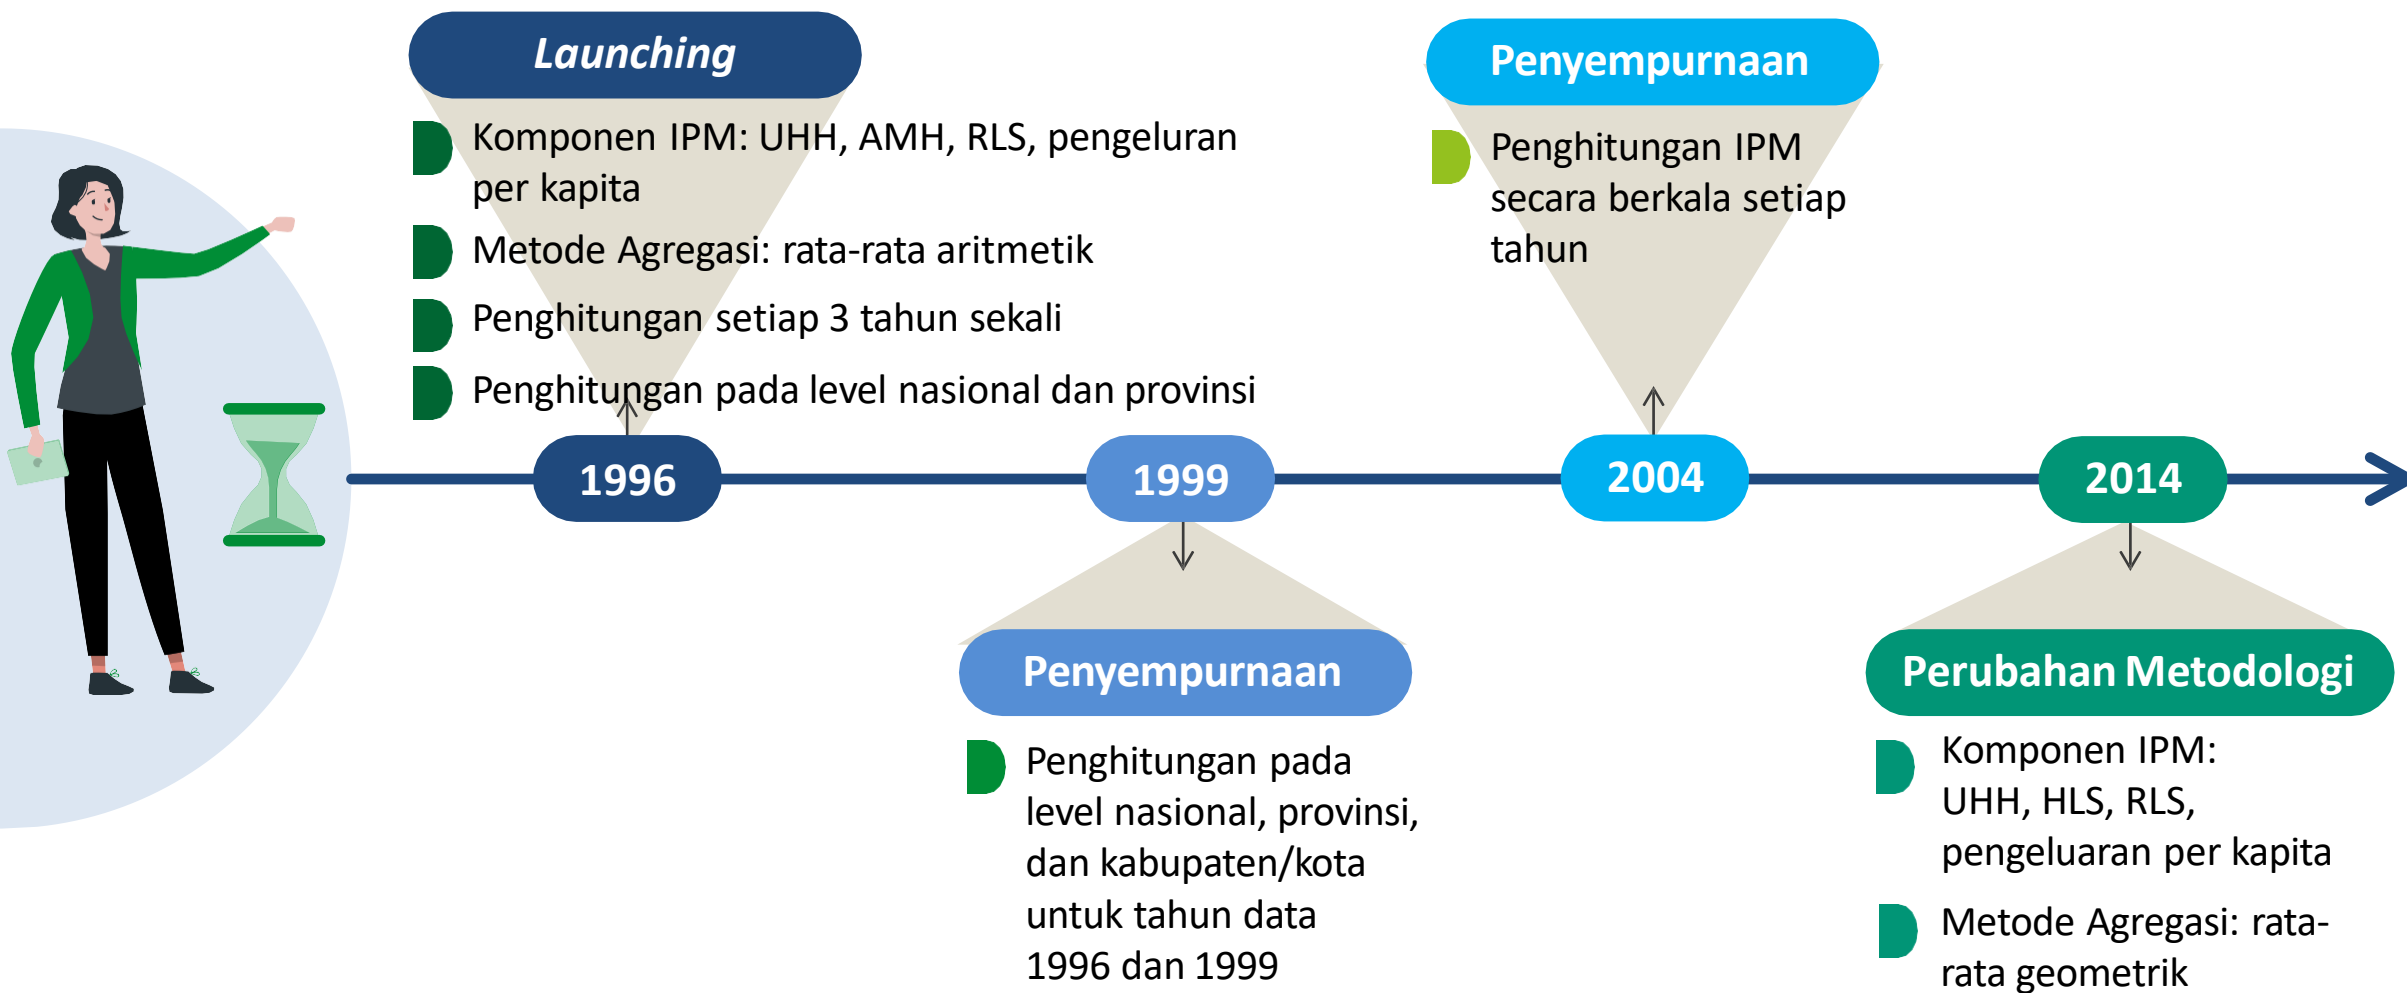 Launching
Komponen IPM: UHH, AMH, RLS, pengeluran
per kapita
Metode Agregasi: rata-rata aritmetik
Penghitungan setiap 3 tahun sekali
Penghitungan pada level nasional dan provinsi
Penyempurnaan
Penghitungan IPM
secara berkala setiap
tahun
1996
1999
2004
2014
Penyempurnaan
Penghitungan pada
level nasional, provinsi,
dan kabupaten/kota
untuk tahun data
1996 dan 1999
Perubahan Metodologi
Komponen IPM:
UHH, HLS, RLS,
pengeluaran per kapita
Metode Agregasi: rata-
rata geometrik